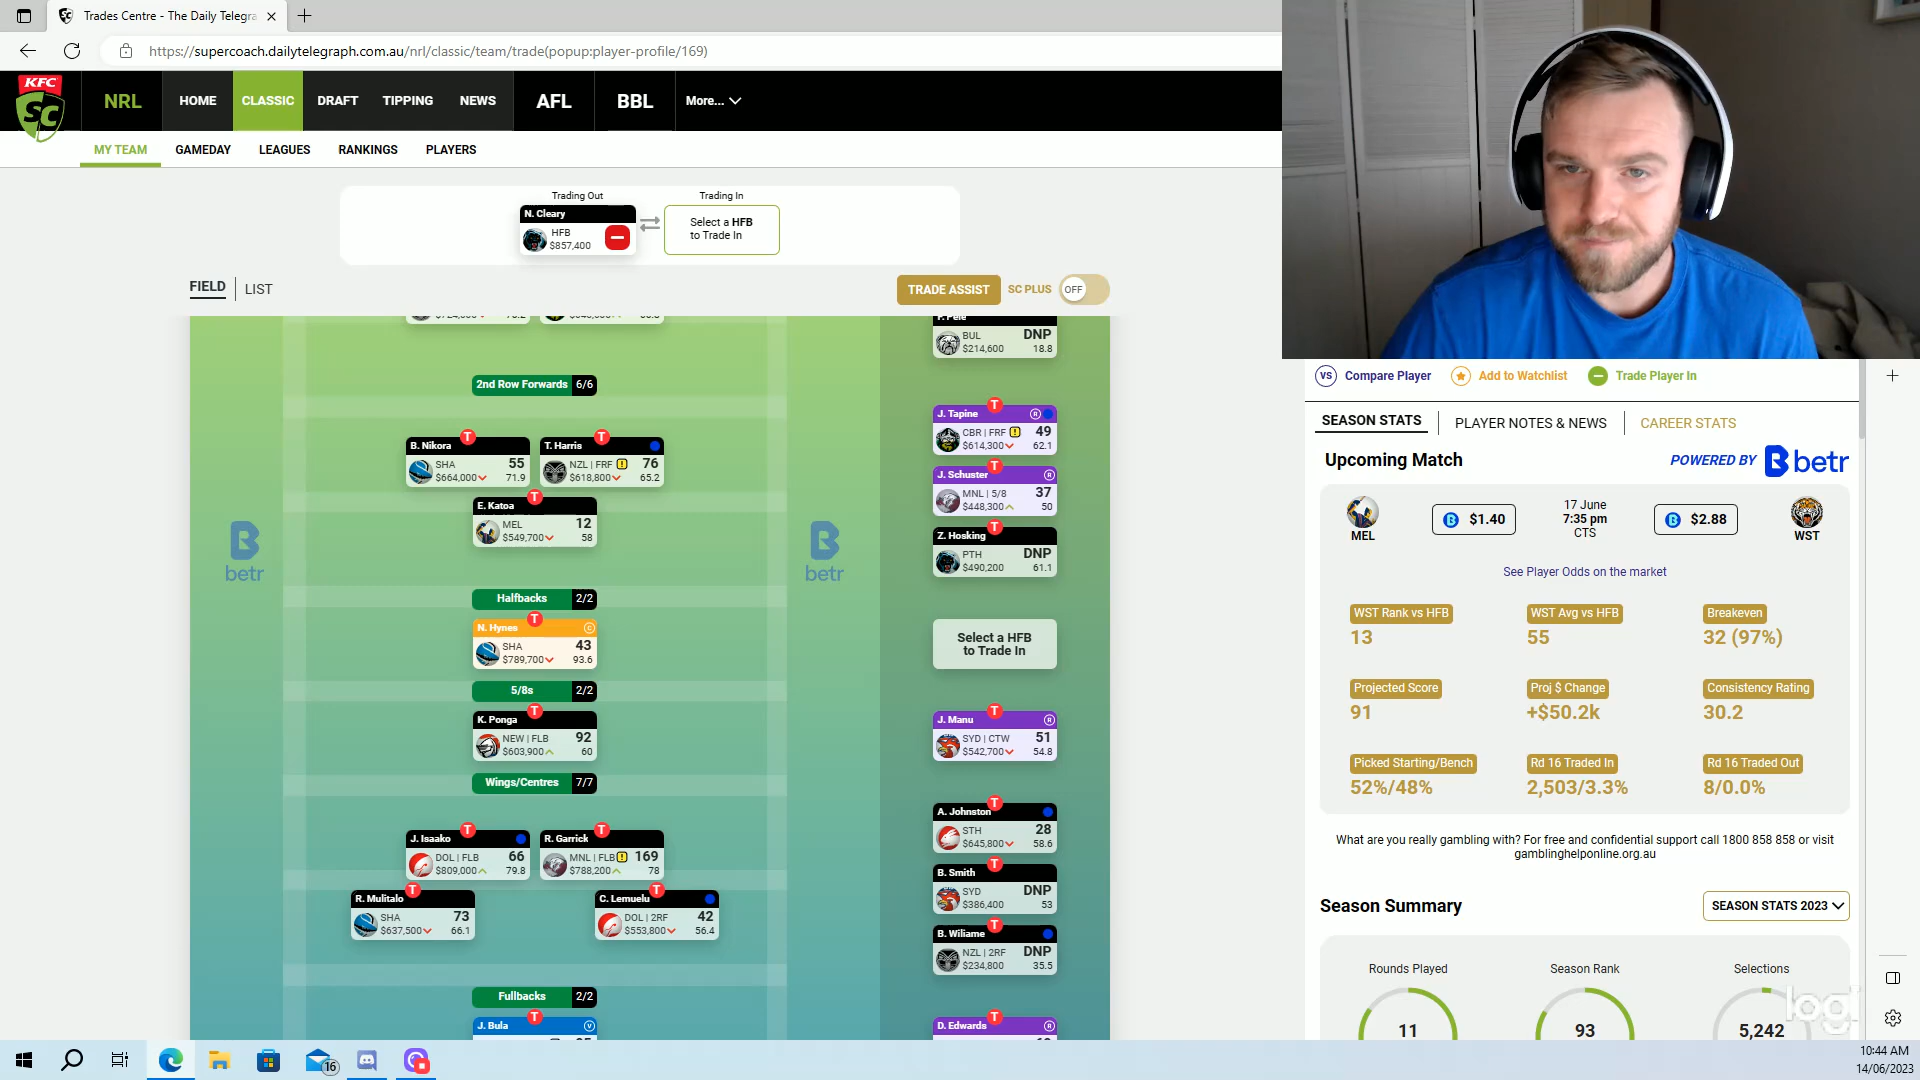 Trades Centre - The Daily Telegra
https://supercoach.dailytelegraph.com.au/nrl/classic/team/trade(popup:player-profile/169)
KFC
SC
NRL
HOME
CLASSIC
DRAFT
TIPPING
NEWS
AFL
BBL
More...
MY TEAM
GAMEDAY
LEAGUES
RANKINGS
PLAYERS
Trading Out
Trading In
N. Cleary
HFB
$857,400
Select a HFB
to Trade In
FIELD
LIST
TRADE ASSIST
SC PLUS
OFF
BUL
DNP
$214,600
18.8
2nd Row Forwards 6/6
T
J. Tapine
R
CBR | FRF
49
$614,300
62.1
T
B. Nikora
SHA
55
$664,000
71.9
T
T. Harris
NZL | FRF
76
$618,800
65.2
T
J. Schuster
R
MNL | 5/8
37
$448,300
50
T
E. Katoa
MEL
12
$549,700
58
T
Z. Hosking
PTH
DNP
$490,200
61.1
betr
betr
Halfbacks 2/2
T
N. Hynes
C
SHA
43
$789,700
93.6
Select a HFB
to Trade In
5/8s 2/2
T
K. Ponga
NEW | FLB
92
$603,900
60
T
J. Manu
R
SYD | CTW
51
$542,700
54.8
Wings/Centres 7/7
T
J. Isaako
DOL | FLB
66
$809,000
79.8
T
R. Garrick
MNL | FLB
169
$788,200
78
T
A. Johnston
STH
28
$645,800
58.6
T
B. Smith
SYD
DNP
$386,400
53
T
R. Mulitalo
SHA
73
$637,500
66.1
T
C. Lemuelu
DOL | 2RF
42
$553,800
56.4
T
B. Wiliame
NZL | 2RF
DNP
$234,800
35.5
Fullbacks 2/2
T
J. Bula
V
T
D. Edwards
R
VS Compare Player
Add to Watchlist
Trade Player In
SEASON STATS
PLAYER NOTES & NEWS
CAREER STATS
Upcoming Match
POWERED BY betr
MEL
$1.40
17 June
7:35 pm
CTS
$2.88
WST
See Player Odds on the market
WST Rank vs HFB
13
WST Avg vs HFB
55
Breakeven
32 (97%)
Projected Score
91
Proj $ Change
+$50.2k
Consistency Rating
30.2
Picked Starting/Bench
52%/48%
Rd 16 Traded In
2,503/3.3%
Rd 16 Traded Out
8/0.0%
What are you really gambling with? For free and confidential support call 1800 858 858 or visit
gamblinghelponline.org.au
Season Summary
SEASON STATS 2023
Rounds Played
11
Season Rank
93
Selections
5,242
logi
16
10:44 AM
14/06/2023